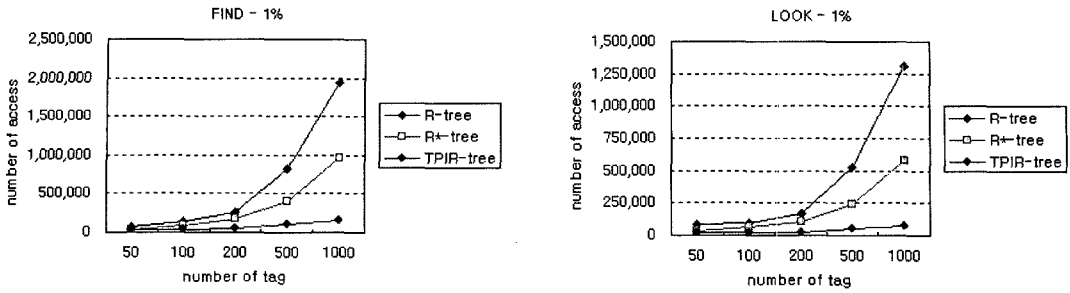 FIND - 1%
2,500,000
2,000,000
1,500,000
1,000,000
500,000
0
number of access
50 100 200 500 1000
number of tag
R-tree
R*-tree
TPIR-tree
LOOK - 1%
1,500,000
1,250,000
1,000,000
750,000
500,000
250,000
0
number of access
50 100 200 500 1000
number of tag
R-tree
R*-tree
TPIR-tree